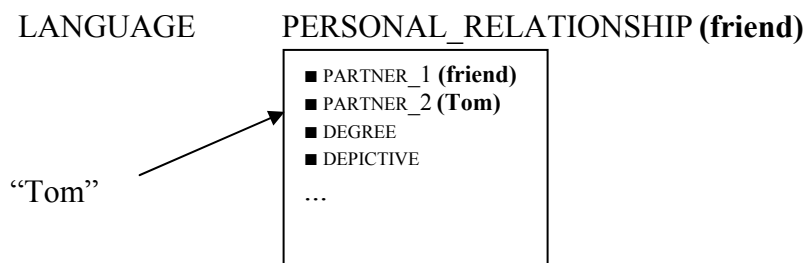 LANGUAGE PERSONAL_RELATIONSHIP (friend)
■ PARTNER_1 (friend)
■ PARTNER_2 (Tom)
■ DEGREE
■ DEPICTIVE
“Tom”
...